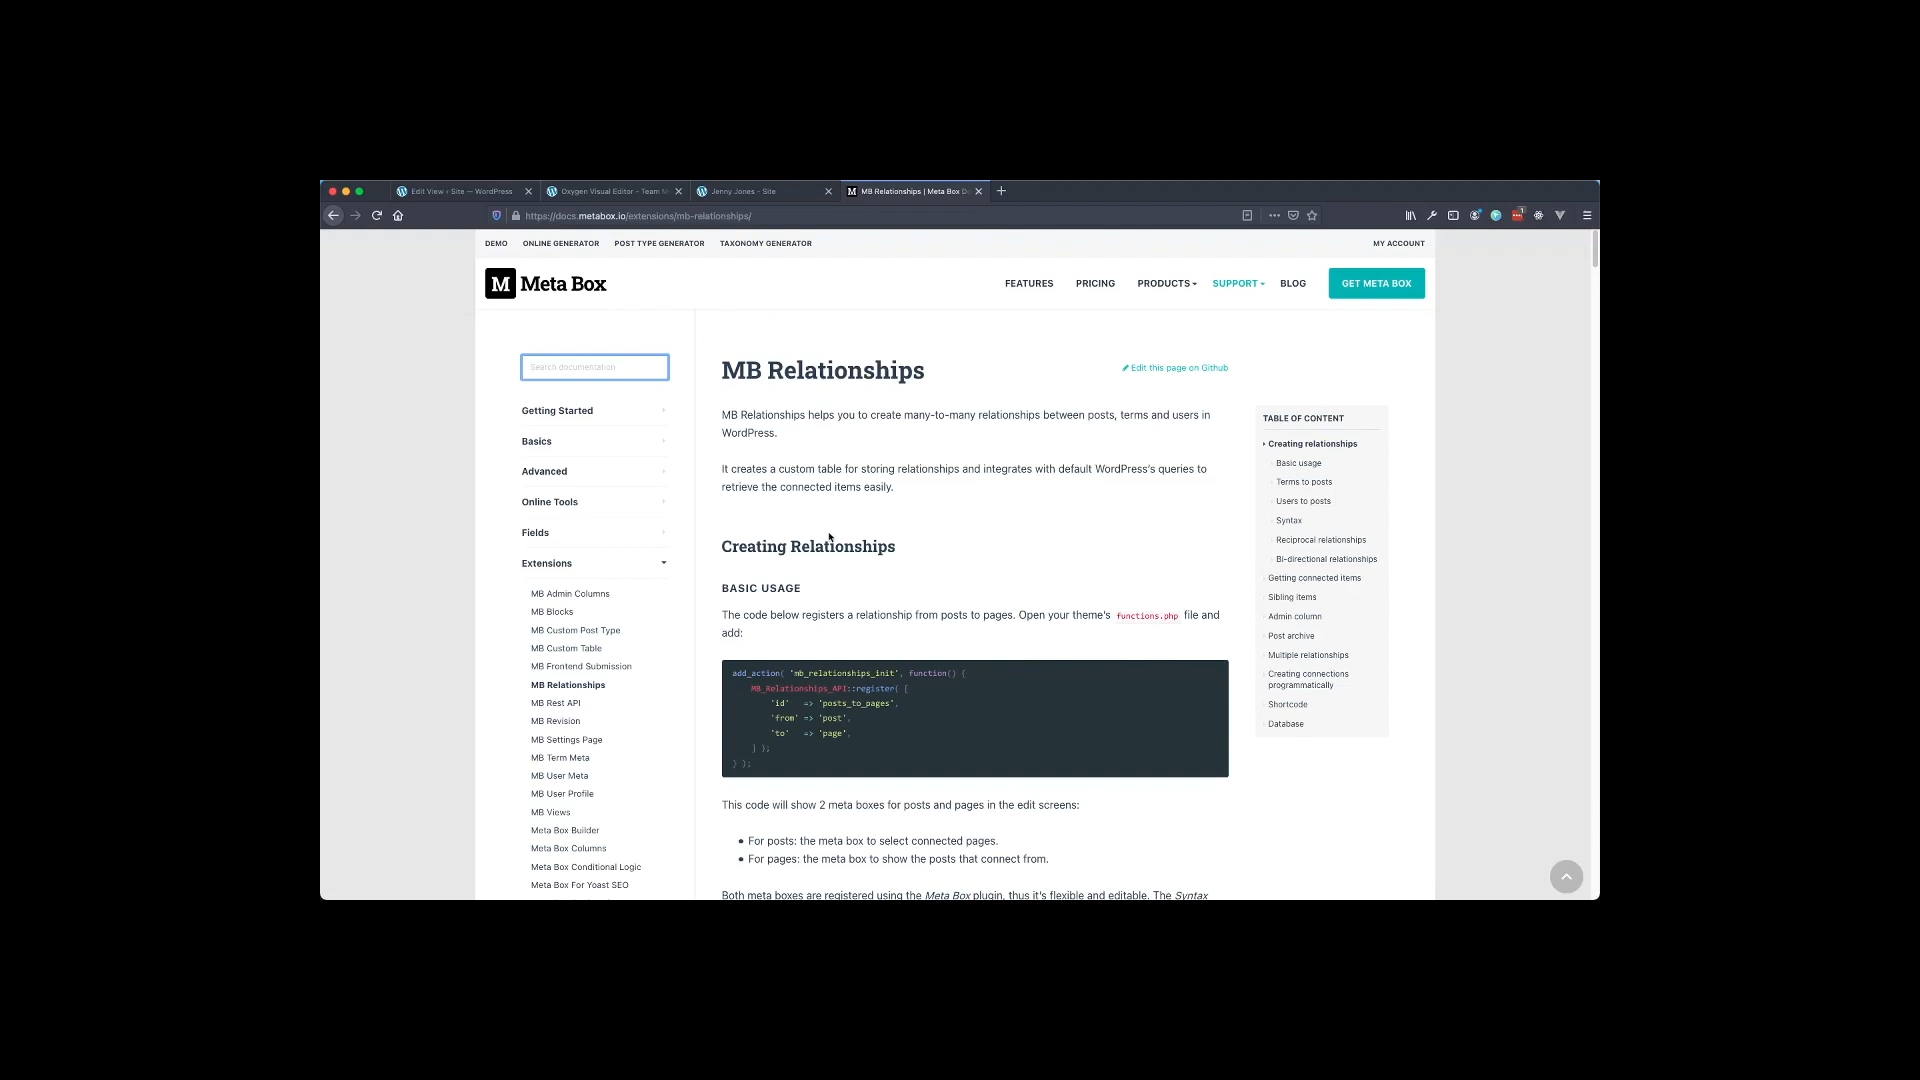 Edit View ‹ Site — WordPress
Oxygen Visual Editor - Team M
Jenny Jones - Site
M MB Relationships | Meta Box D
https://docs.metabox.io/extensions/mb-relationships/
DEMO ONLINE GENERATOR POST TYPE GENERATOR TAXONOMY GENERATOR MY ACCOUNT
M Meta Box
FEATURES PRICING PRODUCTS SUPPORT BLOG GET META BOX
Search documentation
Getting Started
Basics
Advanced
Online Tools
Fields
Extensions
MB Admin Columns
MB Blocks
MB Custom Post Type
MB Custom Table
MB Frontend Submission
MB Relationships
MB Rest API
MB Revision
MB Settings Page
MB Term Meta
MB User Meta
MB User Profile
MB Views
Meta Box Builder
Meta Box Columns
Meta Box Conditional Logic
Meta Box For Yoast SEO
MB Relationships
Edit this page on Github
MB Relationships helps you to create many-to-many relationships between posts, terms and users in
WordPress.
It creates a custom table for storing relationships and integrates with default WordPress's queries to
retrieve the connected items easily.
Creating Relationships
BASIC USAGE
The code below registers a relationship from posts to pages. Open your theme's functions.php file and
add:
add_action( 'mb_relationships_init', function() {
MB_Relationships_API::register( [
'id' => 'posts_to_pages',
'from' => 'post',
'to' => 'page',
] );
} );
This code will show 2 meta boxes for posts and pages in the edit screens:
• For posts: the meta box to select connected pages.
• For pages: the meta box to show the posts that connect from.
Both meta boxes are registered using the Meta Box plugin, thus it's flexible and editable. The Syntax
TABLE OF CONTENT
Creating relationships
Basic usage
Terms to posts
Users to posts
Syntax
Reciprocal relationships
Bi-directional relationships
Getting connected items
Sibling items
Admin column
Post archive
Multiple relationships
Creating connections
programmatically
Shortcode
Database